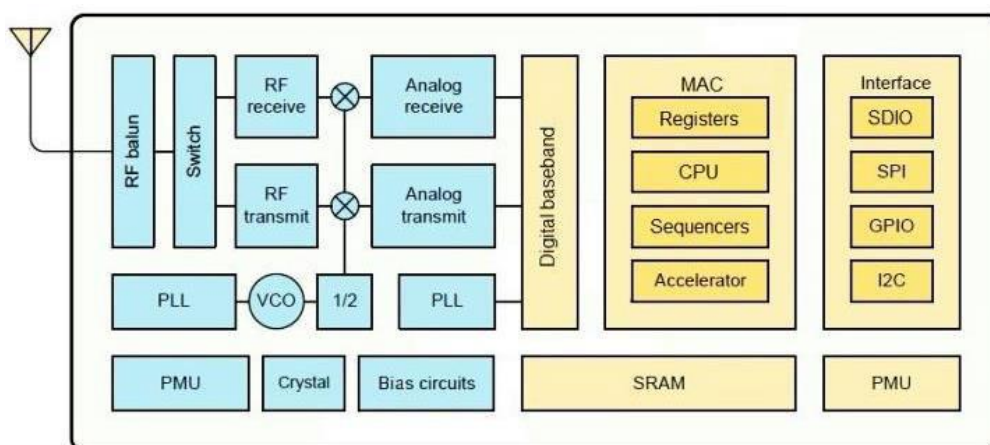 RF balun
Switch
RF
receive
Analog
receive
RF
transmit
Analog
transmit
PLL
VCO
1/2
PLL
Digital baseband
MAC
Registers
CPU
Sequencers
Accelerator
Interface
SDIO
SPI
GPIO
I2C
PMU
Crystal
Bias circuits
SRAM
PMU